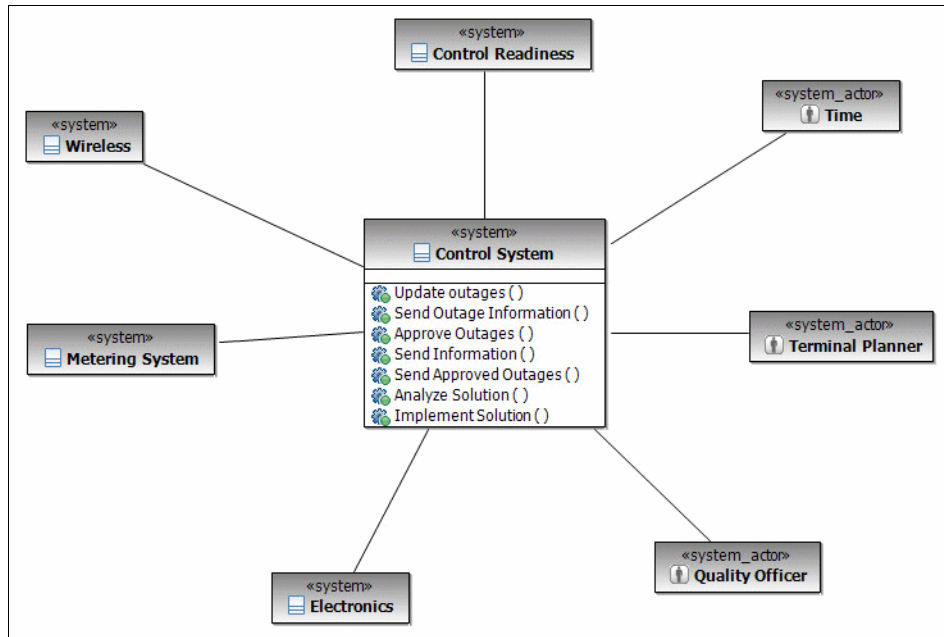 «system»
Control Readiness
«system_actor»
Time
«system»
Wireless
«system»
Control System
Update outages ( )
Send Outage Information ( )
Approve Outages ( )
Send Information ( )
Send Approved Outages ( )
Analyze Solution ( )
Implement Solution ( )
«system»
Metering System
«system_actor»
Terminal Planner
«system_actor»
Quality Officer
«system»
Electronics